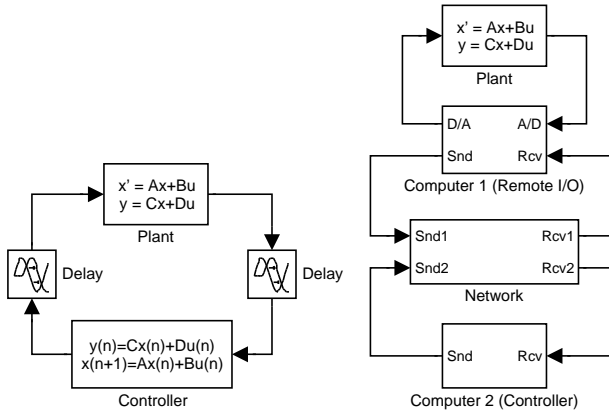 x' = Ax+Bu
y = Cx+Du
Plant
Delay
Delay
y(n)=Cx(n)+Du(n)
x(n+1)=Ax(n)+Bu(n)
Controller
x' = Ax+Bu
y = Cx+Du
Plant
D/A A/D
Snd Rcv
Computer 1 (Remote I/O)
Snd1 Rcv1
Snd2 Rcv2
Network
Snd Rcv
Computer 2 (Controller)